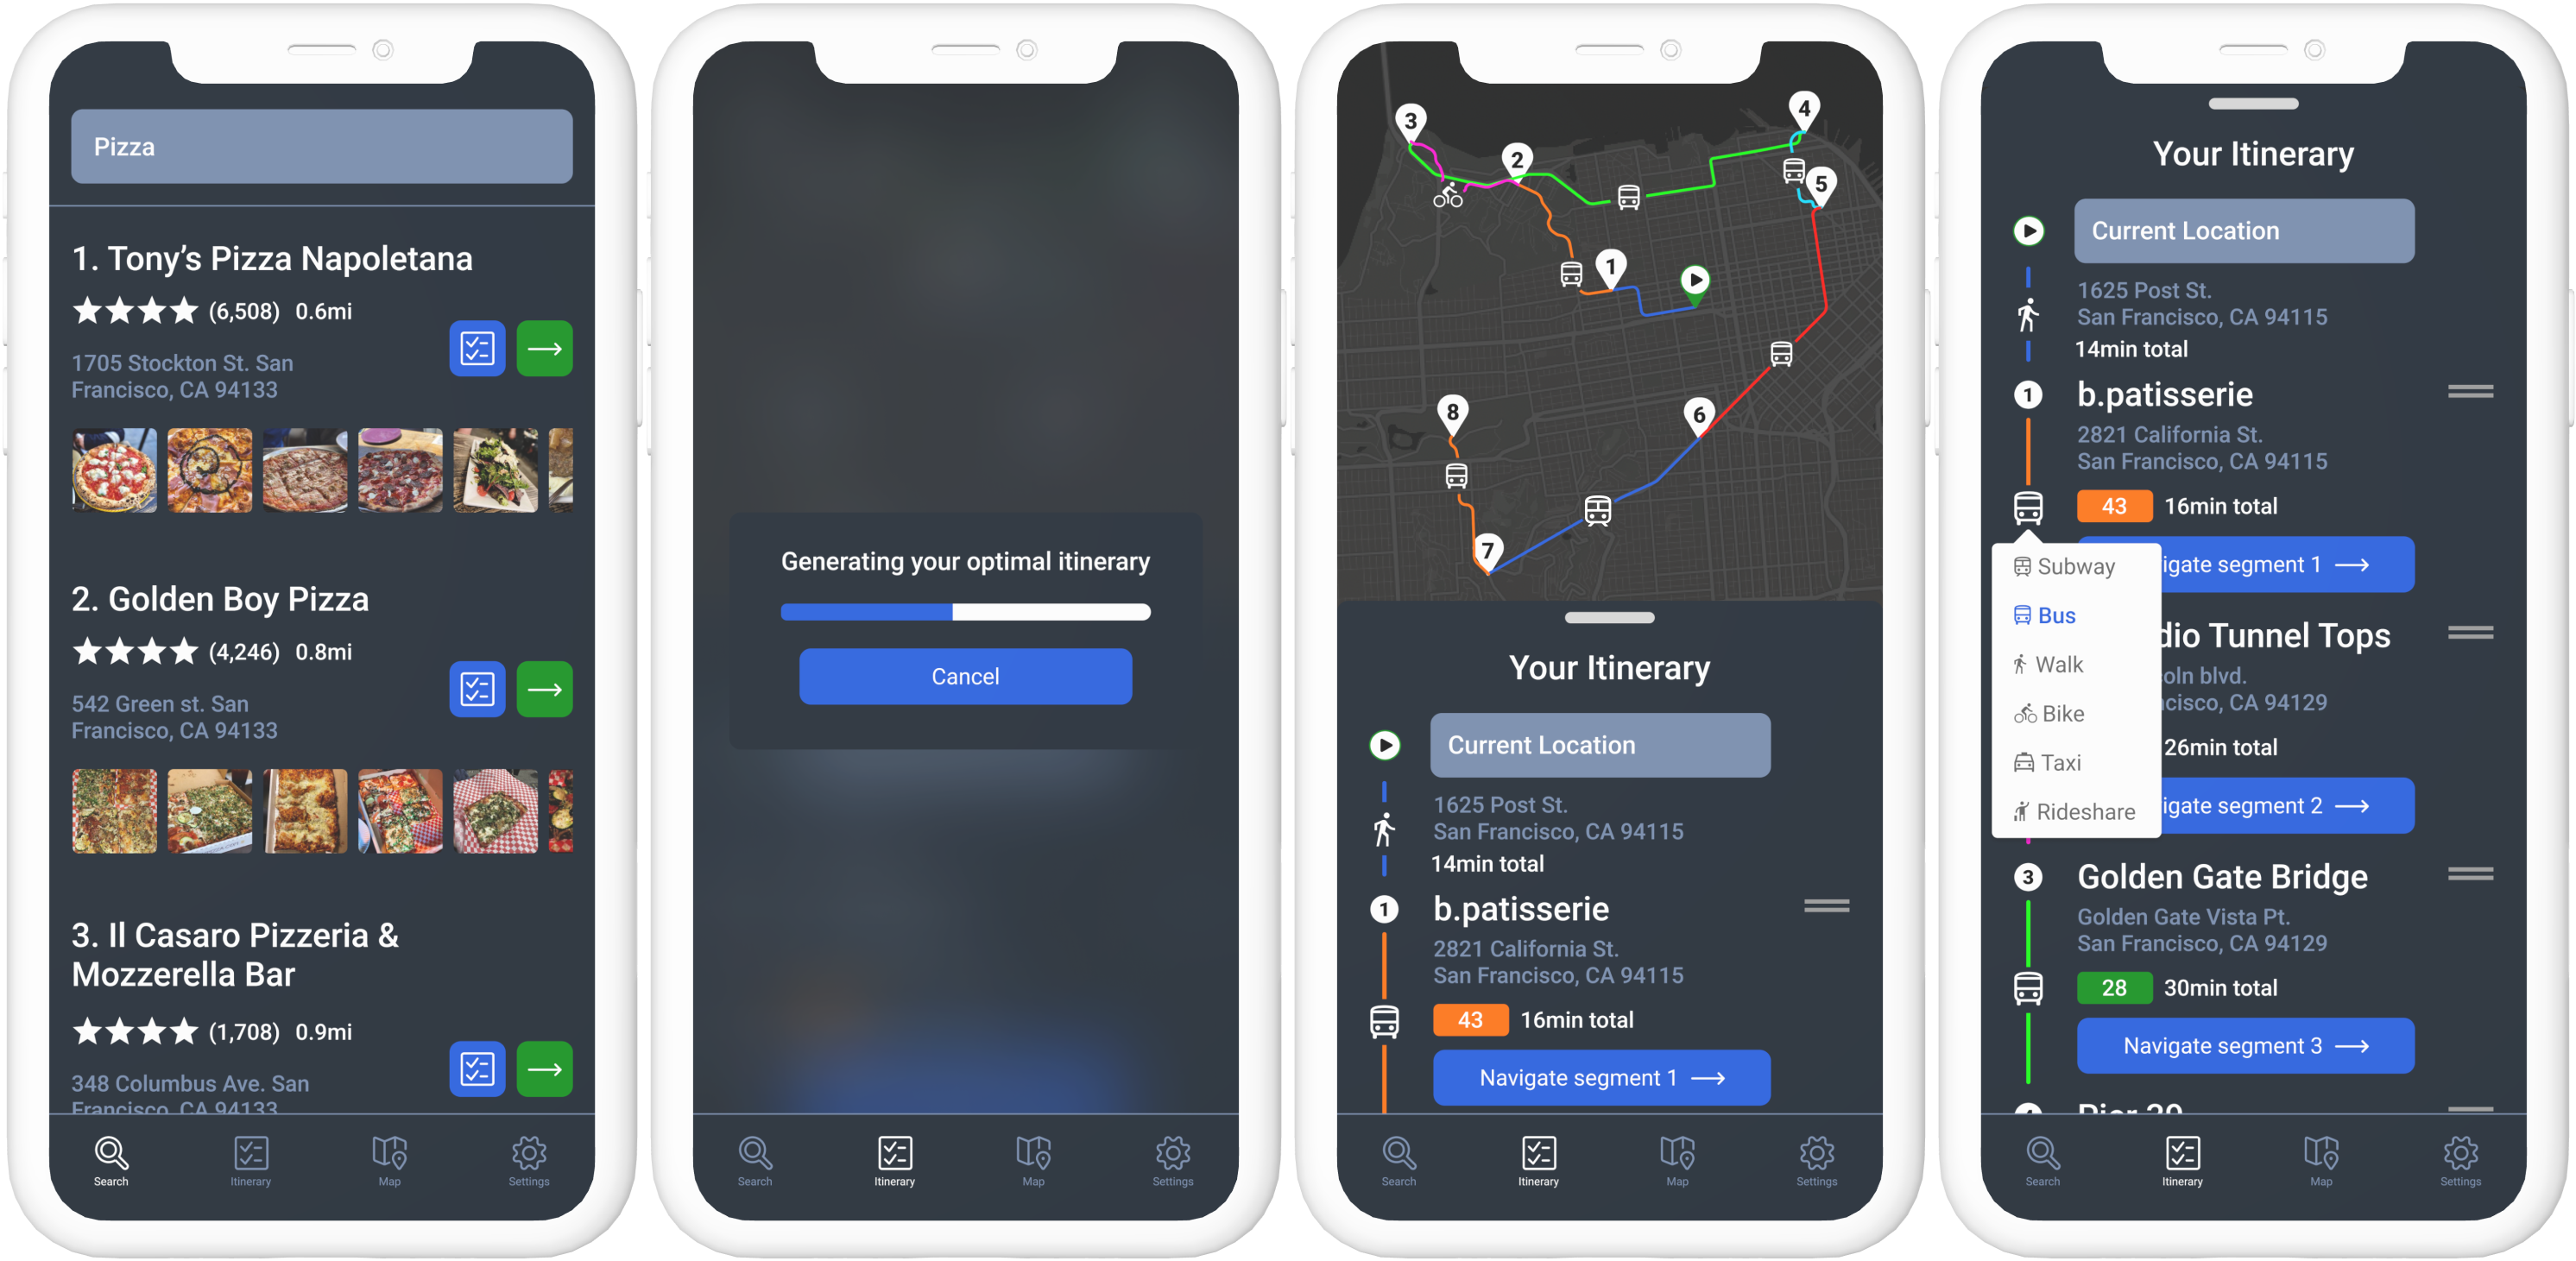 Pizza
1. Tony's Pizza Napoletana
(6,508) 0.6mi
1705 Stockton St. San
Francisco, CA 94133
2. Golden Boy Pizza
(4,246) 0.8mi
542 Green st. San
Francisco, CA 94133
3. Il Casaro Pizzeria &
Mozzerella Bar
(1,708) 0.9mi
348 Columbus Ave. San
Francisco, CA 94133
Search
Itinerary
Map
Settings
Generating your optimal itinerary
Cancel
Search
Itinerary
Map
Settings
3
4
2
5
1
8
6
7
Your Itinerary
Current Location
1625 Post St.
San Francisco, CA 94115
14min total
1
b.patisserie
2821 California St.
San Francisco, CA 94115
43
16min total
Navigate segment 1
Search
Itinerary
Map
Settings
Your Itinerary
Current Location
1625 Post St.
San Francisco, CA 94115
14min total
1
b.patisserie
2821 California St.
San Francisco, CA 94115
43
16min total
igate segment 1
Subway
Bus
Walk
Bike
Taxi
Rideshare
dio Tunnel Tops
oln blvd.
ncisco, CA 94129
26min total
igate segment 2
3
Golden Gate Bridge
Golden Gate Vista Pt.
San Francisco, CA 94129
28
30min total
Navigate segment 3
Search
Itinerary
Map
Settings